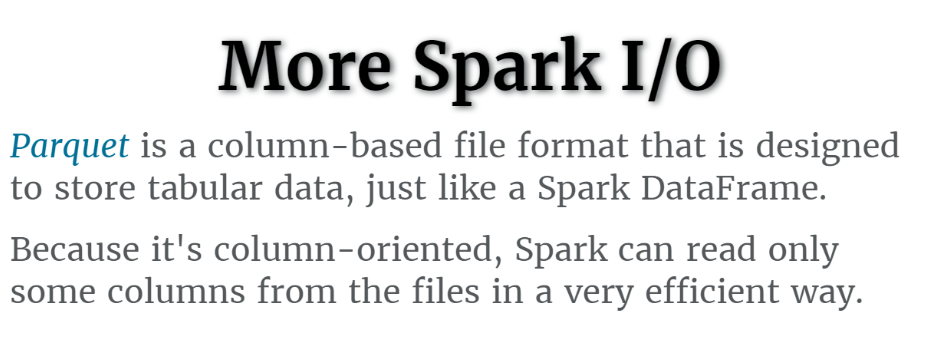 More Spark I/O
Parquet is a column-based file format that is designed
to store tabular data, just like a Spark DataFrame.
Because it's column-oriented, Spark can read only
some columns from the files in a very efficient way.